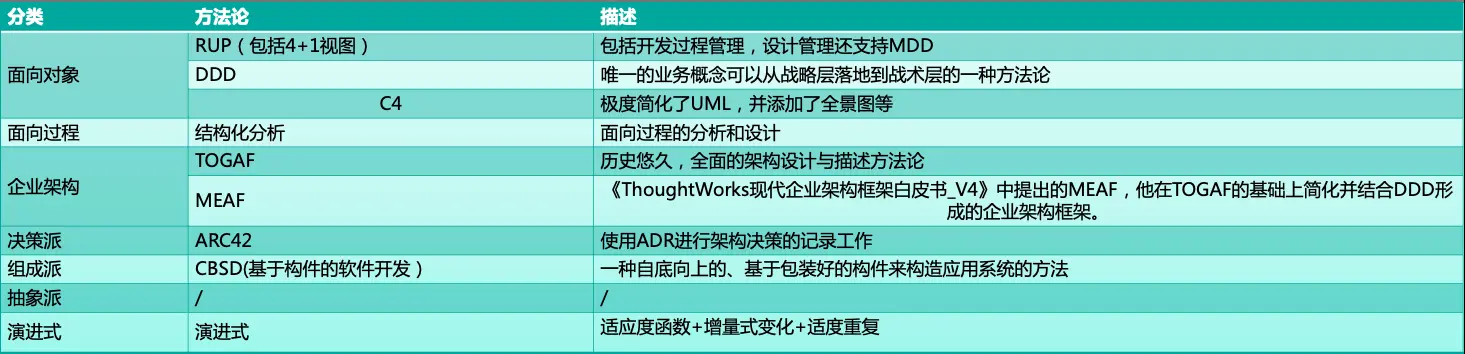 分类 方法论 描述
面向对象 RUP（包括4+1视图） 包括开发过程管理，设计管理还支持MDD
DDD 唯一的业务概念可以从战略层落地到战术层的一种方法论
C4 极度简化了UML，并添加了全景图等
面向过程 结构化分析 面向过程的分析和设计
企业架构 TOGAF 历史悠久，全面的架构设计与描述方法论
MEAF 《ThoughtWorks现代企业架构框架白皮书_V4》中提出的MEAF，他在TOGAF的基础上简化并结合DDD形
成的企业架构框架。
决策派 ARC42 使用ADR进行架构决策的记录工作
组成派 CBSD(基于构件的软件开发） 一种自底向上的、基于包装好的构件来构造应用系统的方法
抽象派 / /
演进式 演进式 适应度函数+增量式变化+适度重复